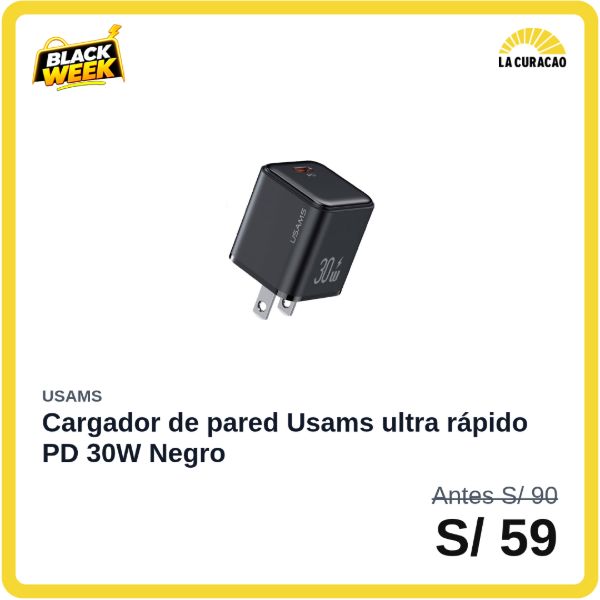 BLACK
WEEK
LA CURACAO
USAMS
30W
USAMS
Cargador de pared Usams ultra rápido
PD 30W Negro
Antes S/ 90
S/ 59